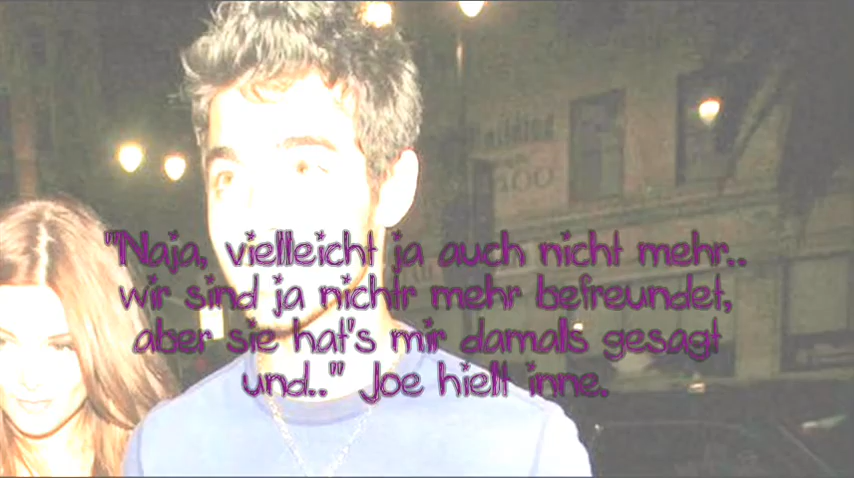 "Naja, vielleicht ja auch nicht mehr..
wir sind ja nichtr mehr befreundet,
aber sie hat's mir damals gesagt
und.." Joe hielt inne.